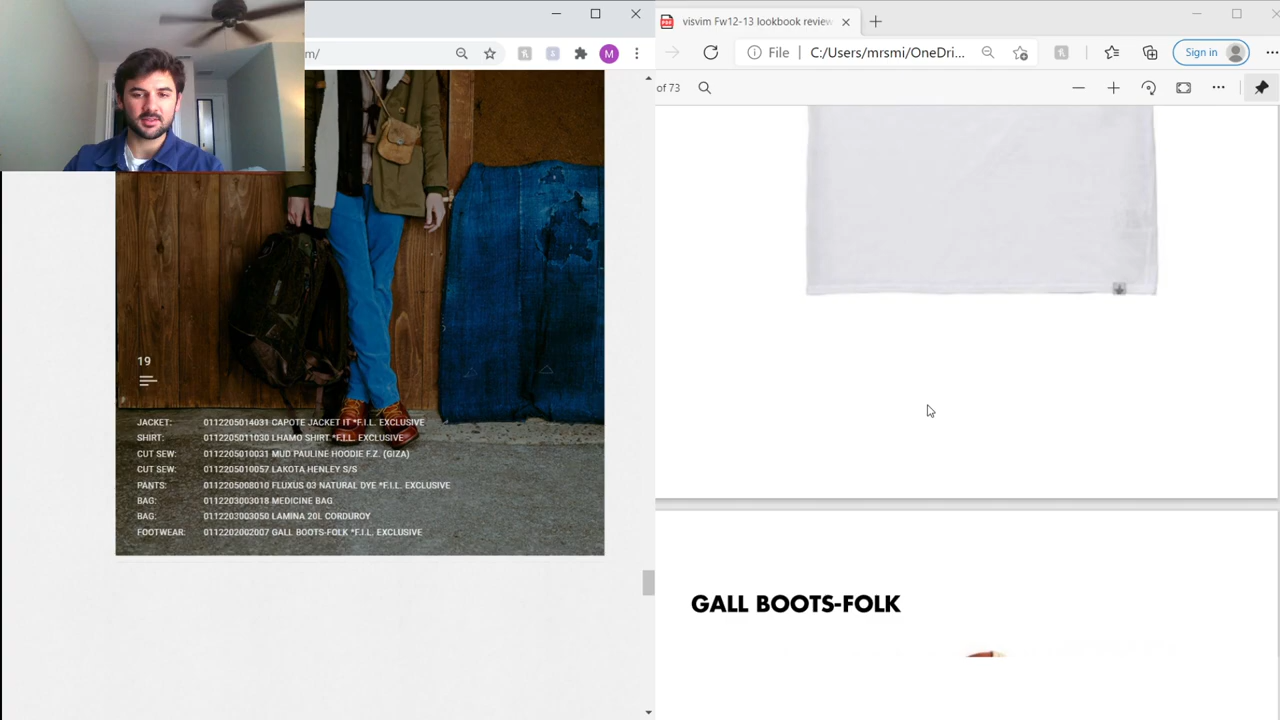 m/
M
visvim Fw12-13 lookbook review
File C:/Users/mrsmi/OneDri...
Sign in
of 73
19
JACKET: 0112205014031 CAPOTE JACKET IT *F.I.L. EXCLUSIVE
SHIRT: 0112205011030 LHAMO SHIRT *F.I.L. EXCLUSIVE
CUT SEW: 0112205010031 MUD PAULINE HOODIE F.Z. (GIZA)
CUT SEW: 0112205010057 LAKOTA HENLEY S/S
PANTS: 0112205008010 FLUXUS 03 NATURAL DYE *F.I.L. EXCLUSIVE
BAG: 0112203003018 MEDICINE BAG
BAG: 0112203003050 LAMINA 20L CORDUROY
FOOTWEAR: 0112202002007 GALL BOOTS-FOLK *F.I.L. EXCLUSIVE
GALL BOOTS-FOLK